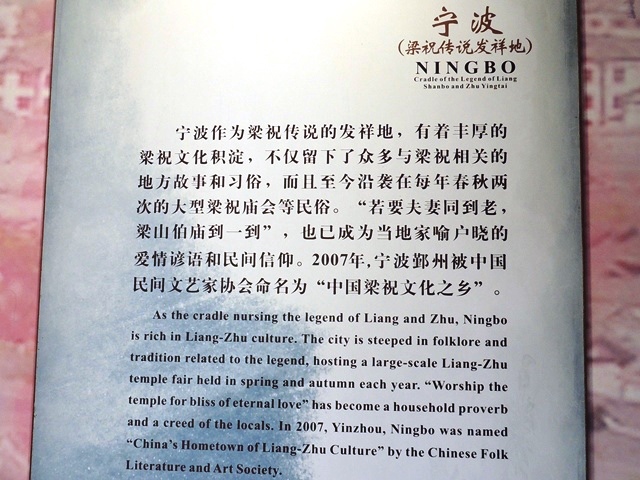 宁波
(梁祝传说发祥地)
NINGBO
Cradle of the Legend of Liang
Shanbo and Zhu Yingtai
宁波作为梁祝传说的发祥地，有着丰厚的
梁祝文化积淀，不仅留下了众多与梁祝相关的
地方故事和习俗，而且至今沿袭在每年春秋两
次的大型梁祝庙会等民俗。“若要夫妻同到老，
梁山伯庙到一到”，也已成为当地家喻户晓的
爱情谚语和民间信仰。2007年,宁波鄞州被中国
民间文艺家协会命名为“中国梁祝文化之乡”。
As the cradle nursing the legend of Liang and Zhu, Ningbo
is rich in Liang-Zhu culture. The city is steeped in folklore and
tradition related to the legend, hosting a large-scale Liang-Zhu
temple fair held in spring and autumn each year. “Worship the
temple for bliss of eternal love” has become a household proverb
and a creed of the locals. In 2007, Yinzhou, Ningbo was named
“China's Hometown of Liang-Zhu Culture” by the Chinese Folk
Literature and Art Society.